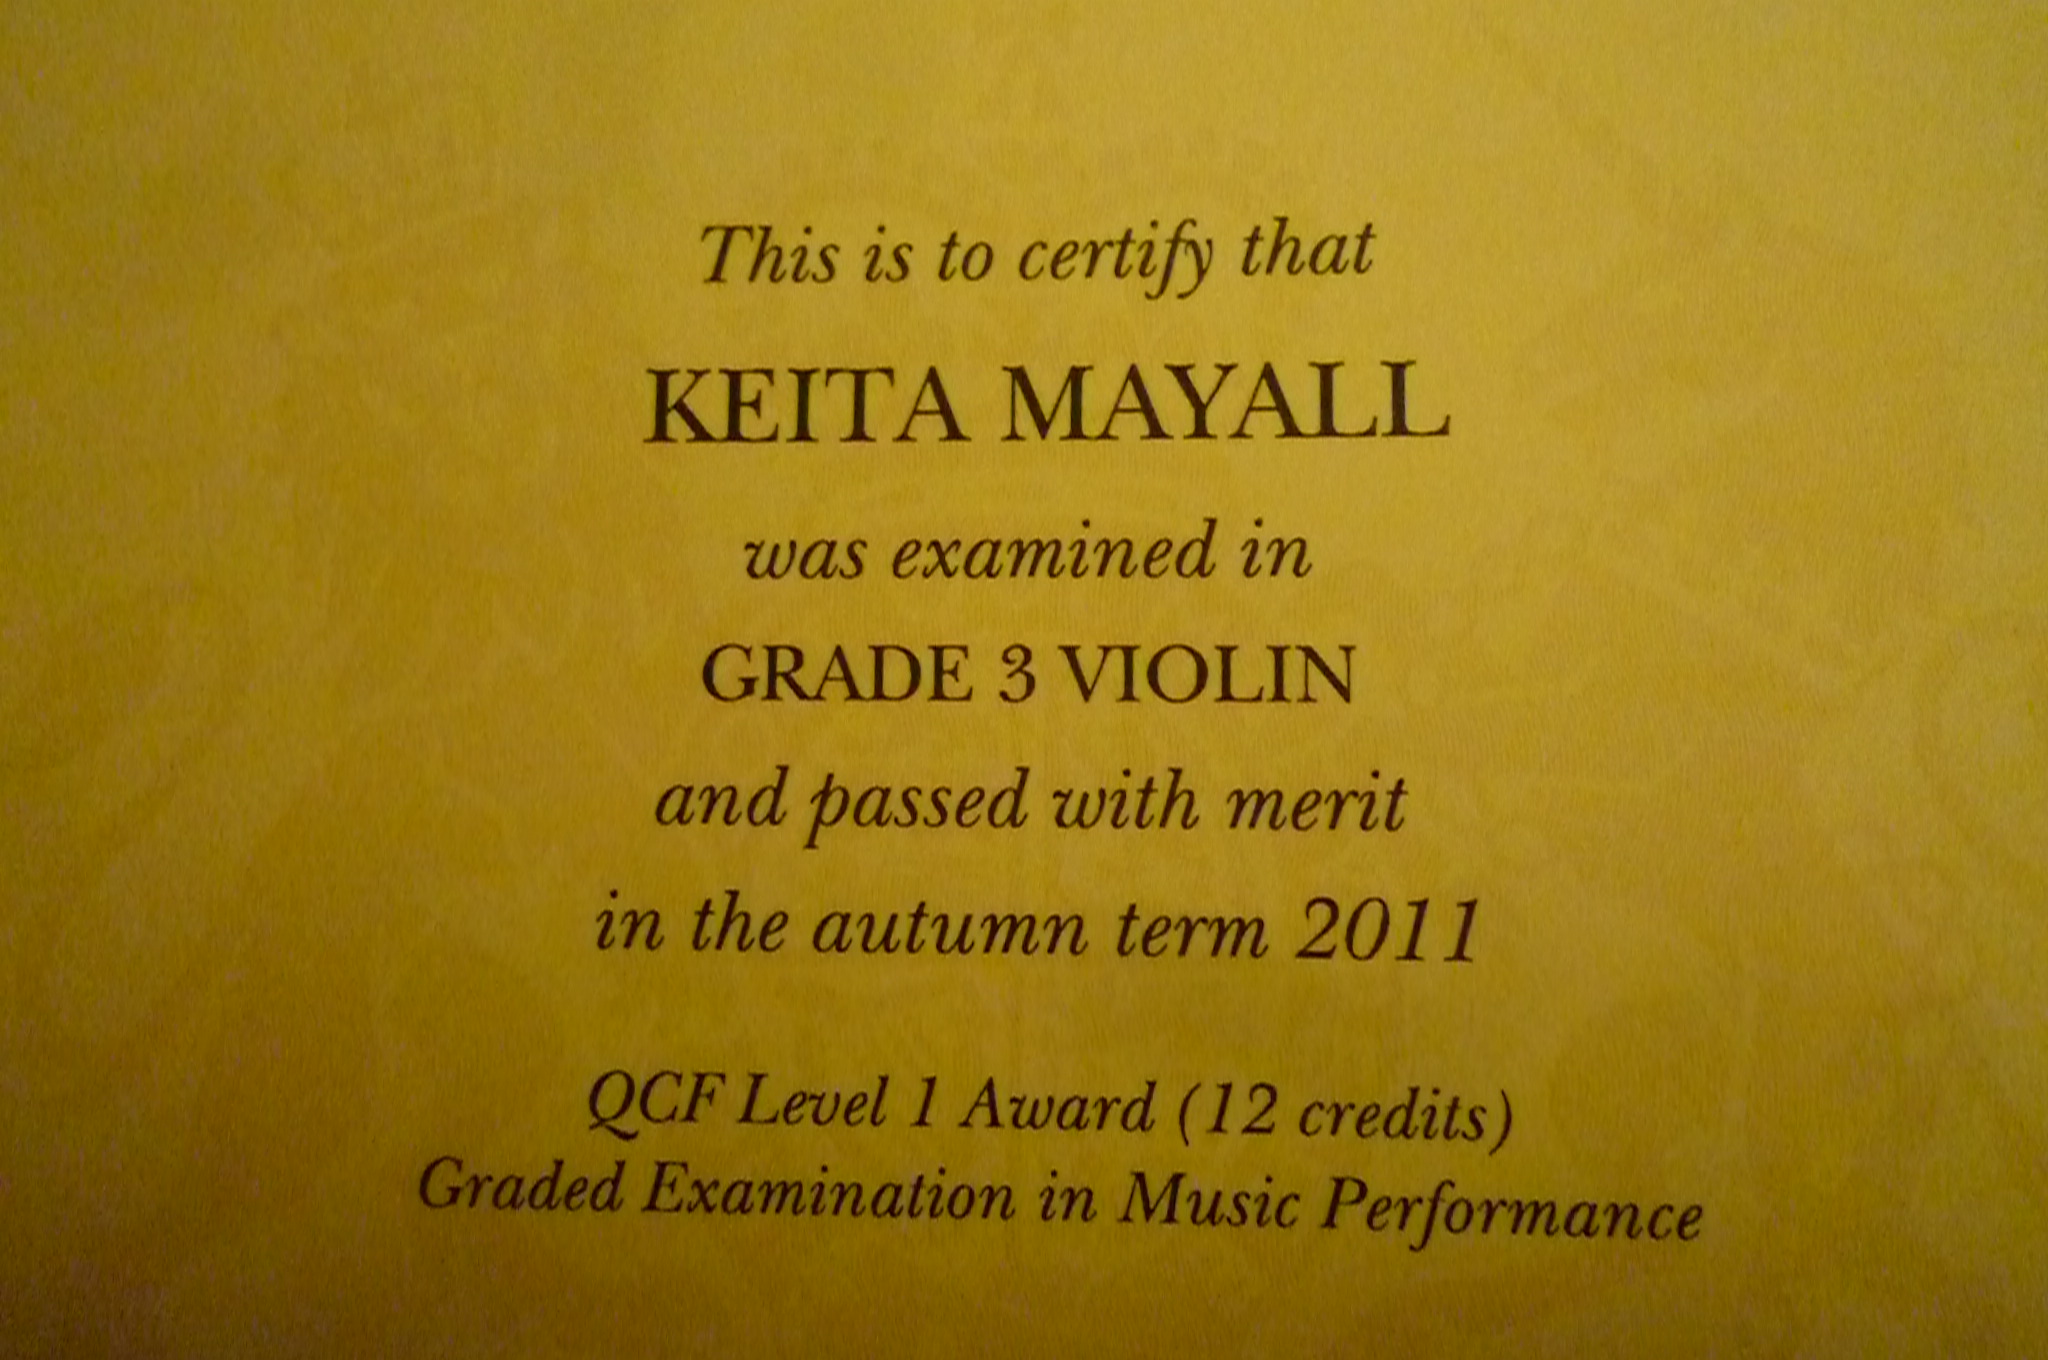 This is to certify that
KEITA MAYALL
was examined in
GRADE 3 VIOLIN
and passed with merit
in the autumn term 2011
QCF Level 1 Award (12 credits)
Graded Examination in Music Performance